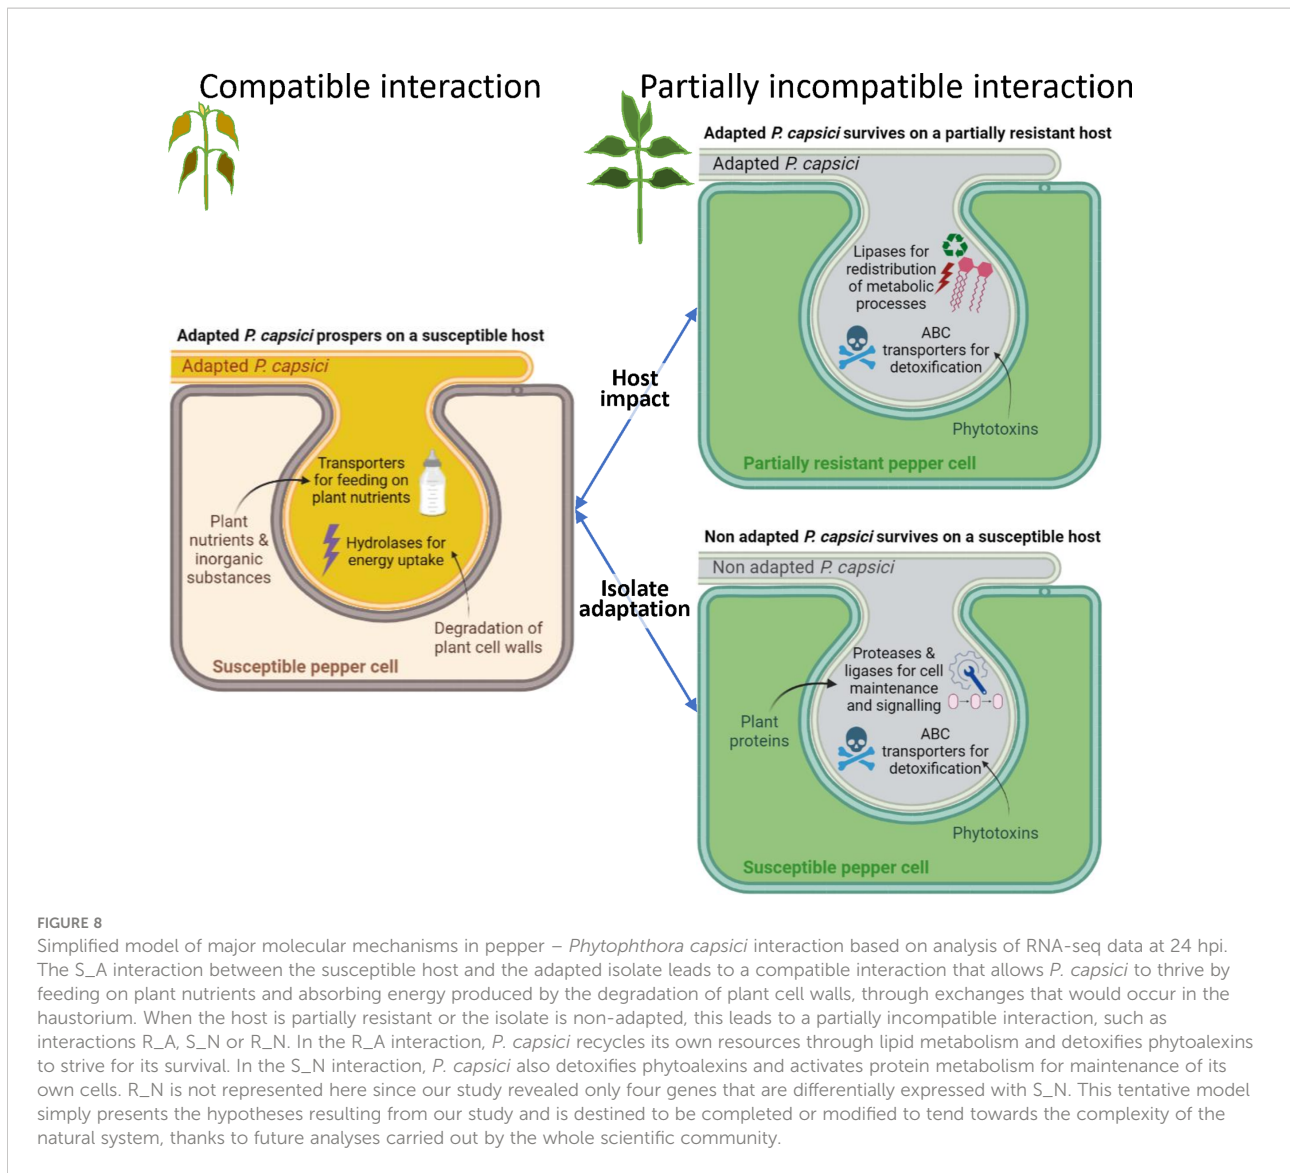 Compatible interaction
Partially incompatible interaction
Adapted P. capsici survives on a partially resistant host
Adapted P. capsici
Lipases for
redistribution
of metabolic
processes
ABC
transporters for
detoxification
Phytotoxins
Partially resistant pepper cell
Adapted P. capsici prospers on a susceptible host
Adapted P. capsici
Transporters
for feeding on
plant nutrients
Plant
nutrients &
inorganic
substances
Hydrolases for
energy uptake
Degradation of
plant cell walls
Susceptible pepper cell
Host
impact
Isolate
adaptation
Non adapted P. capsici survives on a susceptible host
Non adapted P. capsici
Proteases &
ligases for cell
maintenance
and signalling
Plant
proteins
ABC
transporters for
detoxification
Phytotoxins
Susceptible pepper cell
FIGURE 8
Simplified model of major molecular mechanisms in pepper – Phytophthora capsici interaction based on analysis of RNA-seq data at 24 hpi.
The S_A interaction between the susceptible host and the adapted isolate leads to a compatible interaction that allows P. capsici to thrive by
feeding on plant nutrients and absorbing energy produced by the degradation of plant cell walls, through exchanges that would occur in the
haustorium. When the host is partially resistant or the isolate is non-adapted, this leads to a partially incompatible interaction, such as
interactions R_A, S_N or R_N. In the R_A interaction, P. capsici recycles its own resources through lipid metabolism and detoxifies phytoalexins
to strive for its survival. In the S_N interaction, P. capsici also detoxifies phytoalexins and activates protein metabolism for maintenance of its
own cells. R_N is not represented here since our study revealed only four genes that are differentially expressed with S_N. This tentative model
simply presents the hypotheses resulting from our study and is destined to be completed or modified to tend towards the complexity of the
natural system, thanks to future analyses carried out by the whole scientific community.